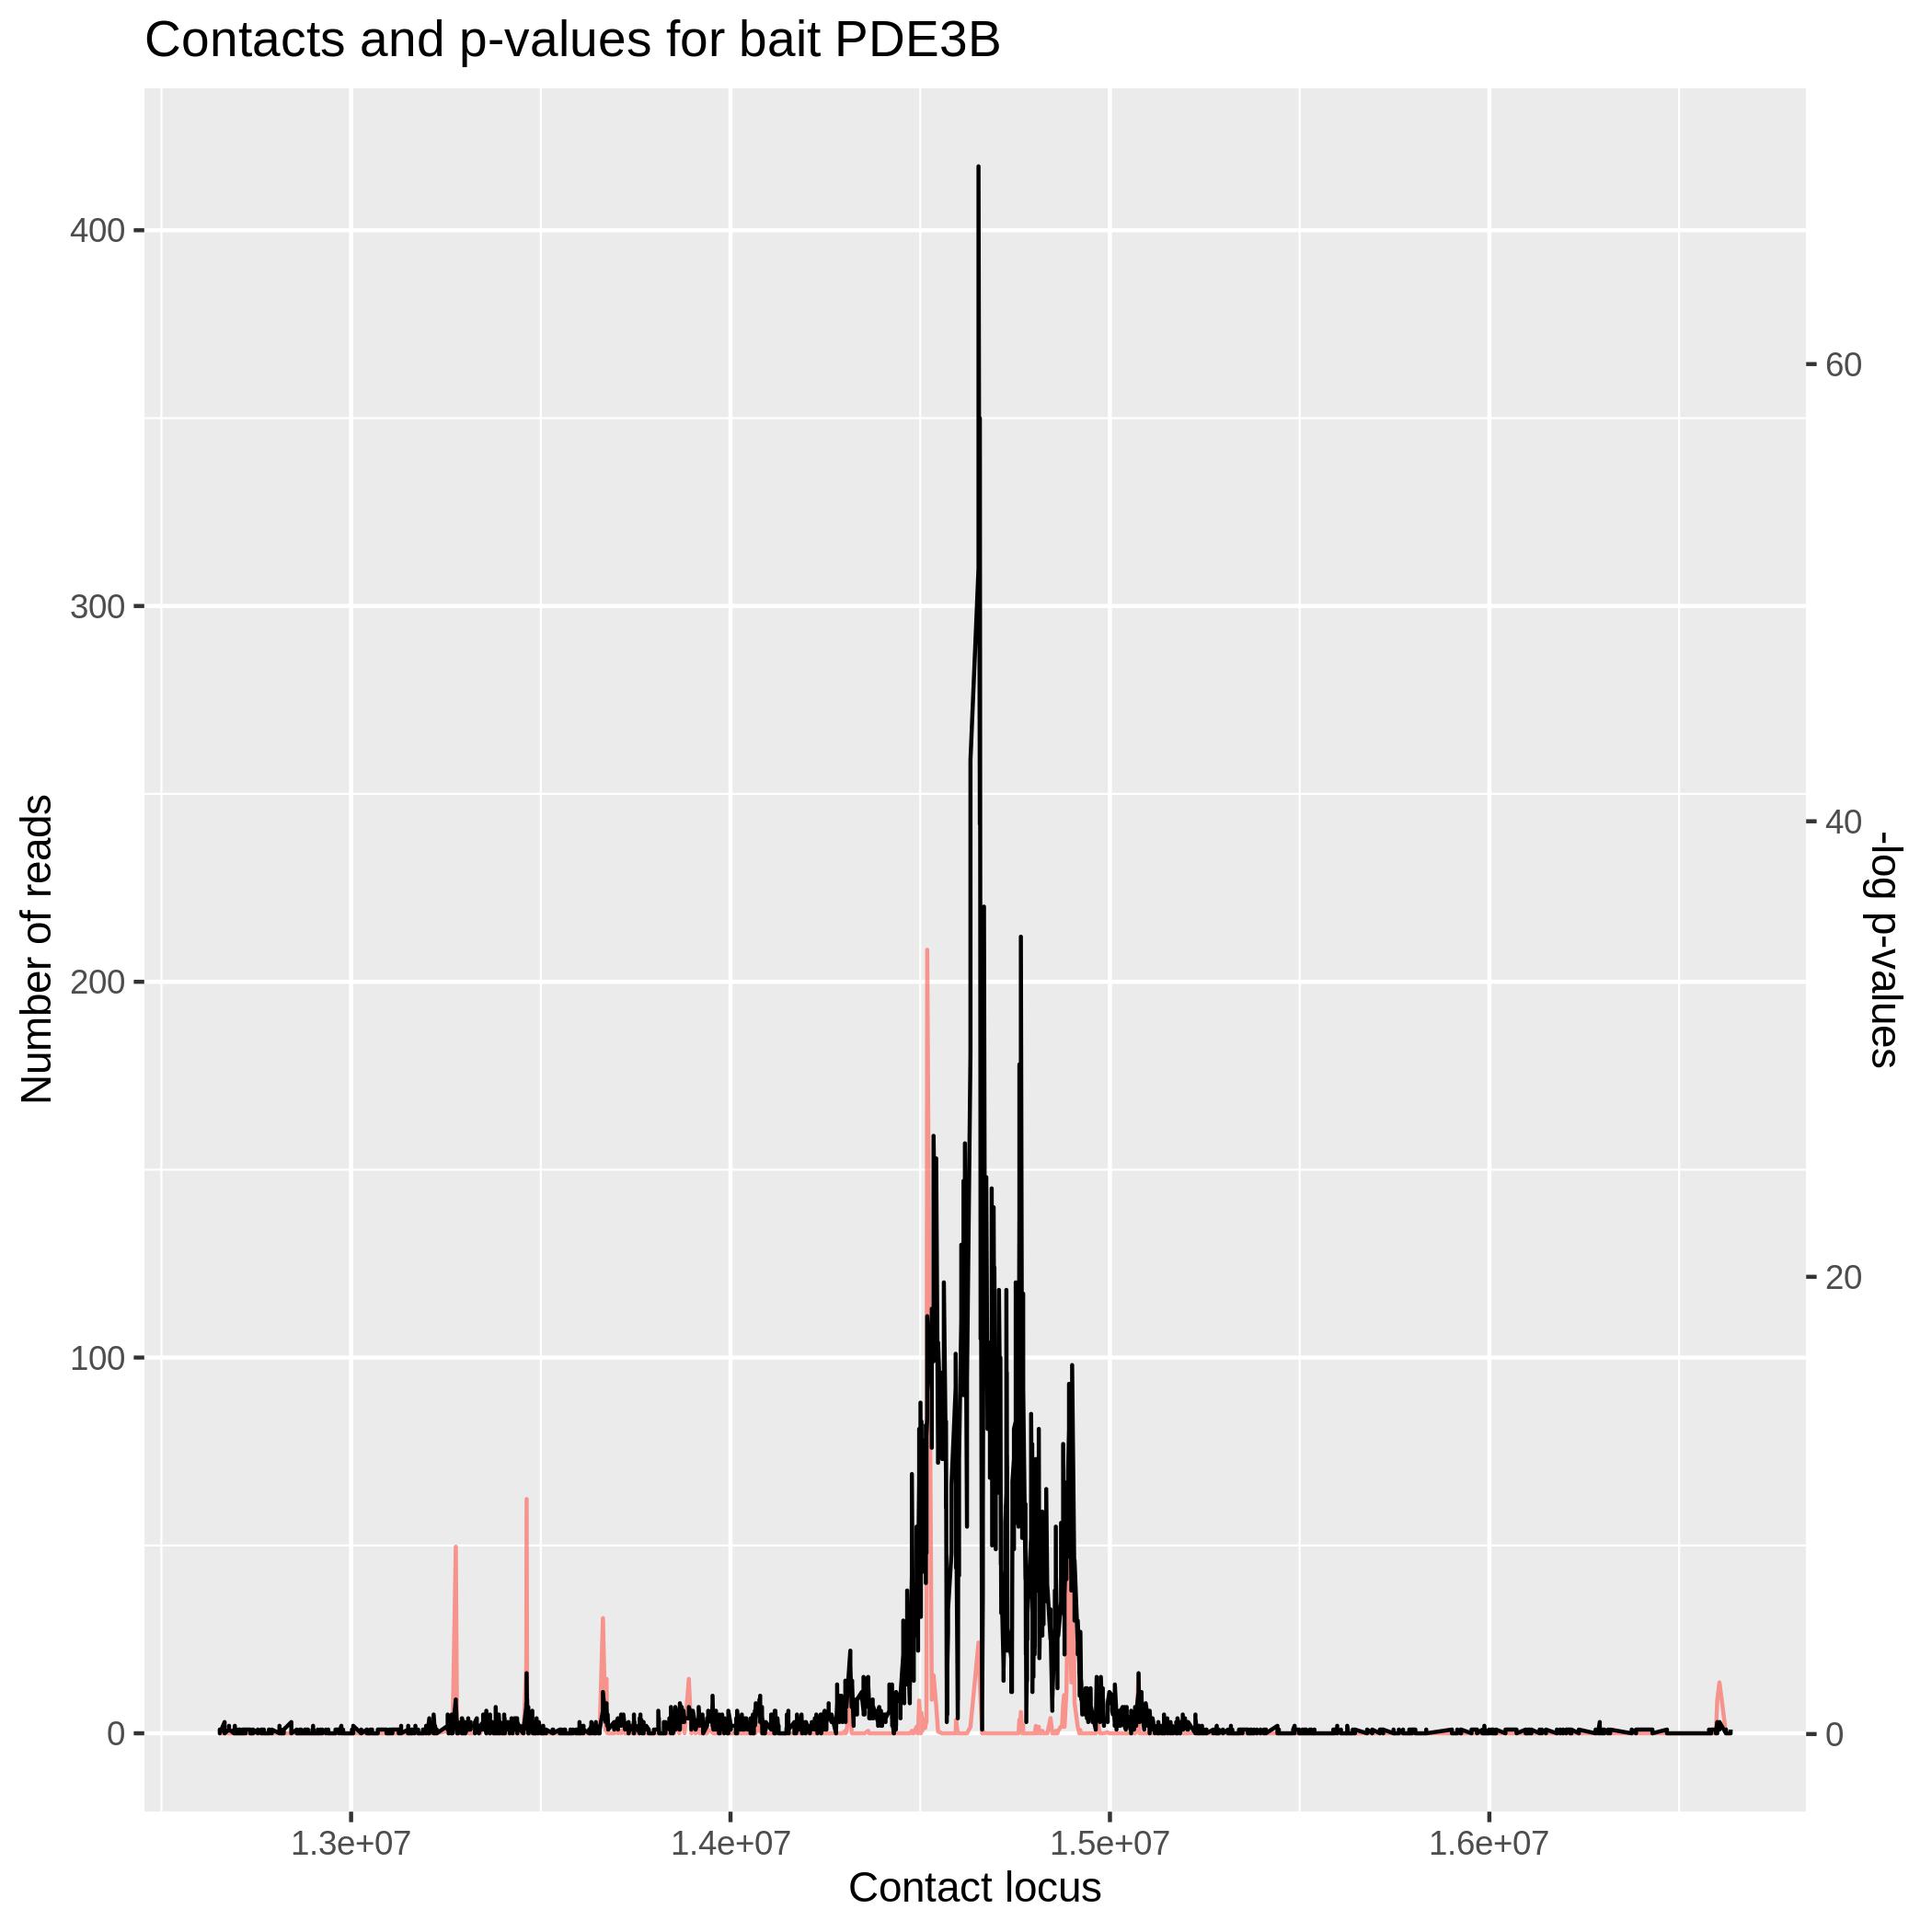 Contacts and p-values for bait PDE3B
400
300
200
100
0
Number of reads
60
40
20
0
-log p-values
1.3e+07
1.4e+07
1.5e+07
1.6e+07
Contact locus